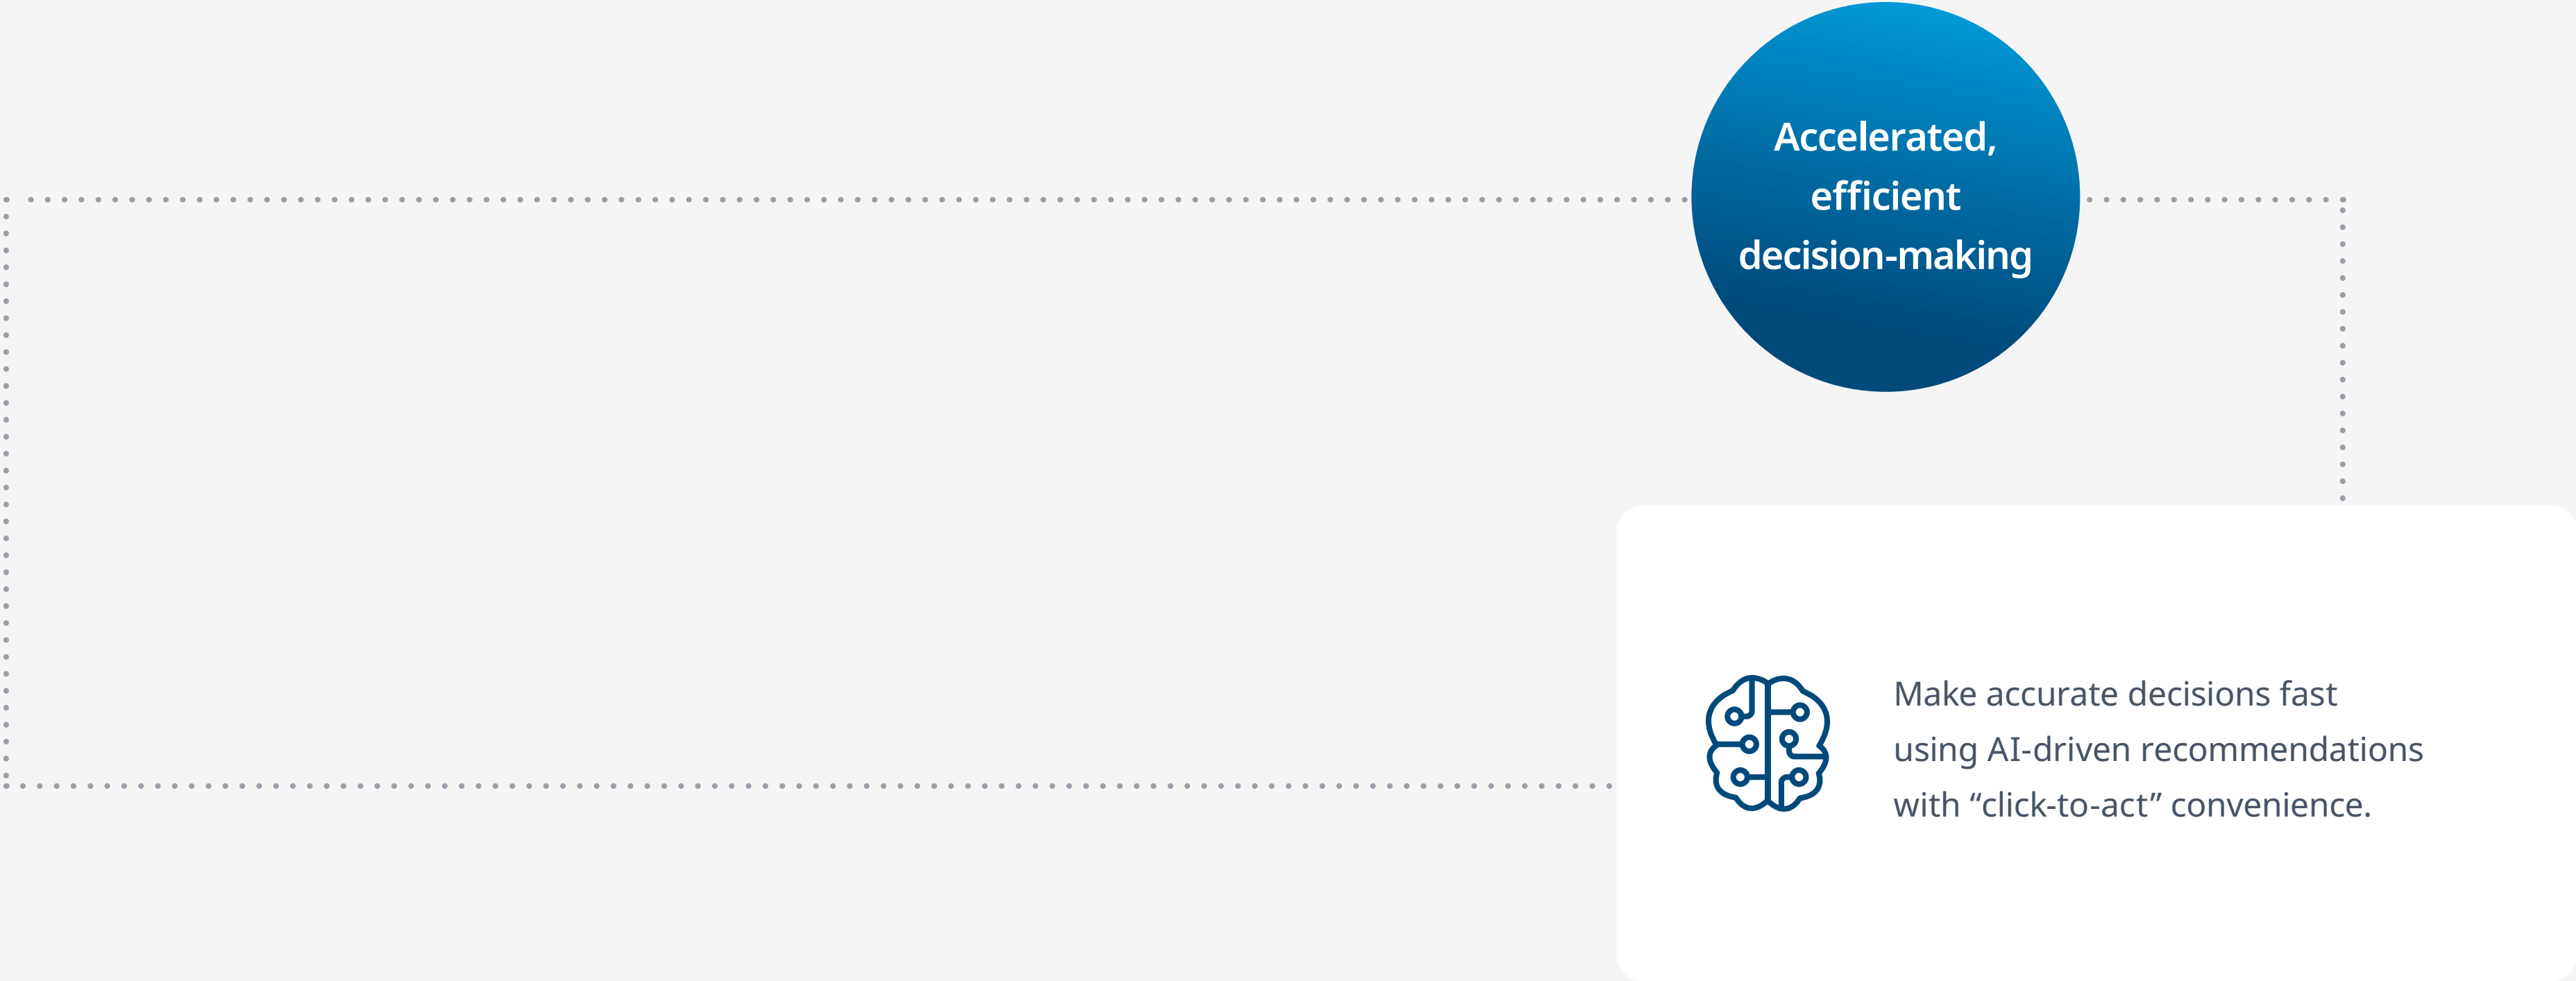 Accelerated,
efficient
decision-making
Make accurate decisions fast
using AI-driven recommendations
with “click-to-act” convenience.